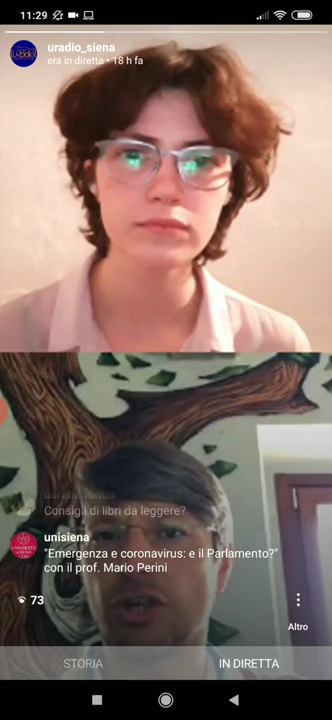 11:29
uradio_siena
era in diretta • 18 h fa
Consigli di libri da leggere?
unisiena
"Emergenza e coronavirus: e il Parlamento?"
con il prof. Mario Perini
73
Altro
STORIA
IN DIRETTA